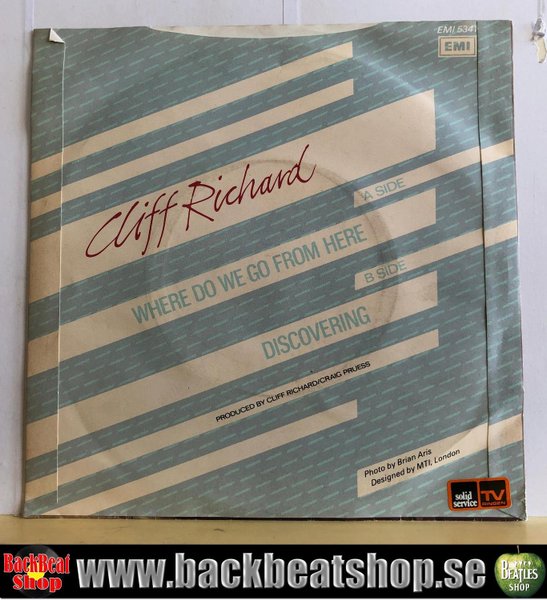 EMI 5341
EMI
Cliff Richard
A SIDE
WHERE DO WE GO FROM HERE
B SIDE
DISCOVERING
PRODUCED BY CLIFF RICHARD/CRAIG PRUESS
Photo by Brian Aris
Designed by MTI, London
solid service
TV
RINGEN
BackBeat Shop
www.backbeatshop.se
BEATLES SHOP